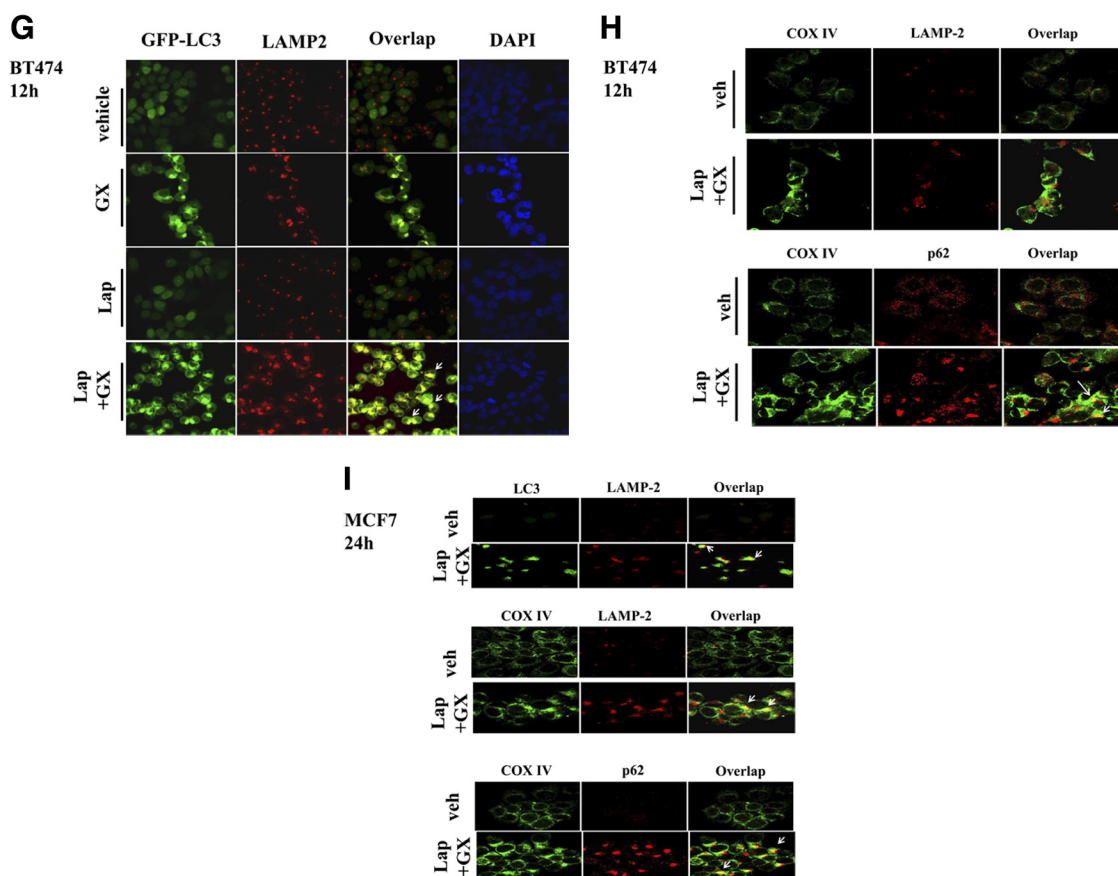 G
BT474
12h
GFP-LC3 LAMP2 Overlap DAPI
vehicle
GX
Lap
Lap
+GX
H
BT474
12h
COX IV LAMP-2 Overlap
veh
Lap
+GX
COX IV p62 Overlap
veh
Lap
+GX
I
MCF7
24h
LC3 LAMP-2 Overlap
veh
Lap
+GX
COX IV LAMP-2 Overlap
veh
Lap
+GX
COX IV p62 Overlap
veh
Lap
+GX